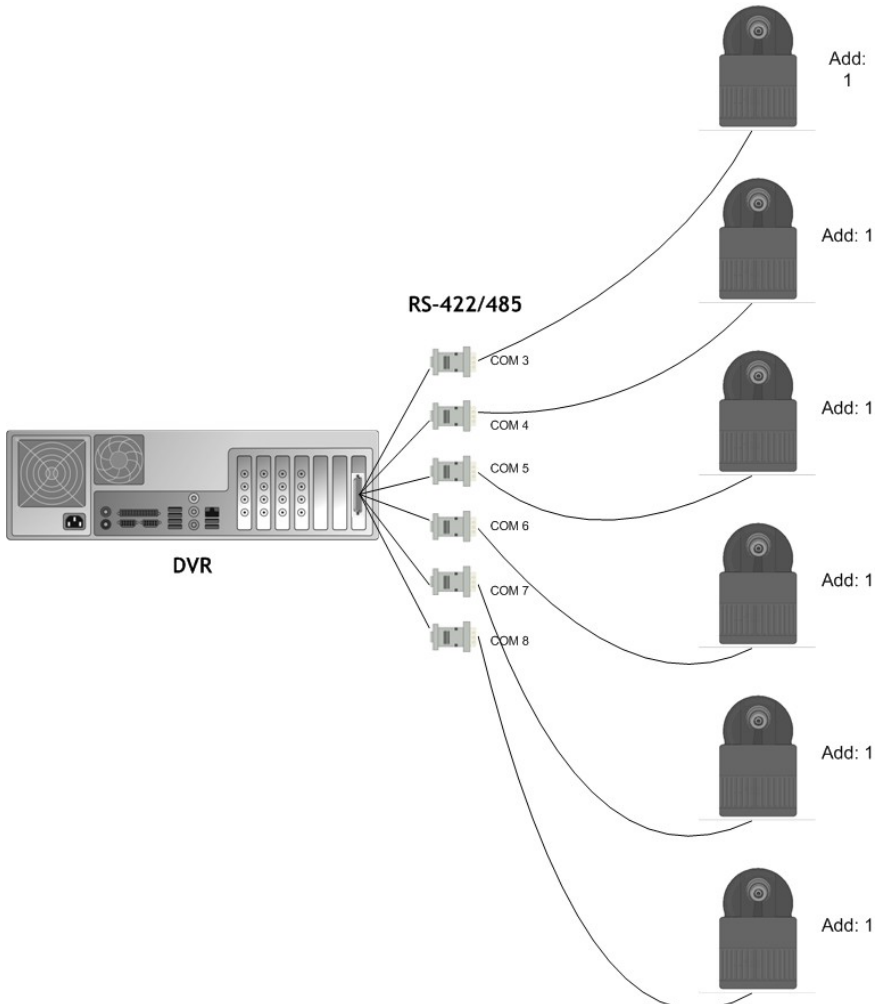 Add:
1
Add: 1
RS-422/485
COM 3
Add: 1
COM 4
COM 5
COM 6
DVR
Add: 1
COM 7
COM 8
Add: 1
Add: 1